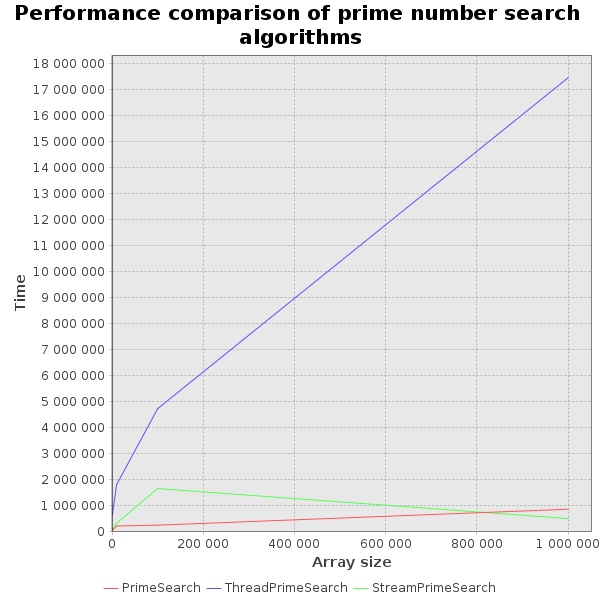 Performance comparison of prime number search
algorithms
18 000 000
17 000 000
16 000 000
15 000 000
14 000 000
13 000 000
12 000 000
11 000 000
10 000 000
9 000 000
8 000 000
7 000 000
6 000 000
5 000 000
4 000 000
3 000 000
2 000 000
1 000 000
0
Time
0 200 000 400 000 600 000 800 000 1 000 000
Array size
PrimeSearch ThreadPrimeSearch StreamPrimeSearch